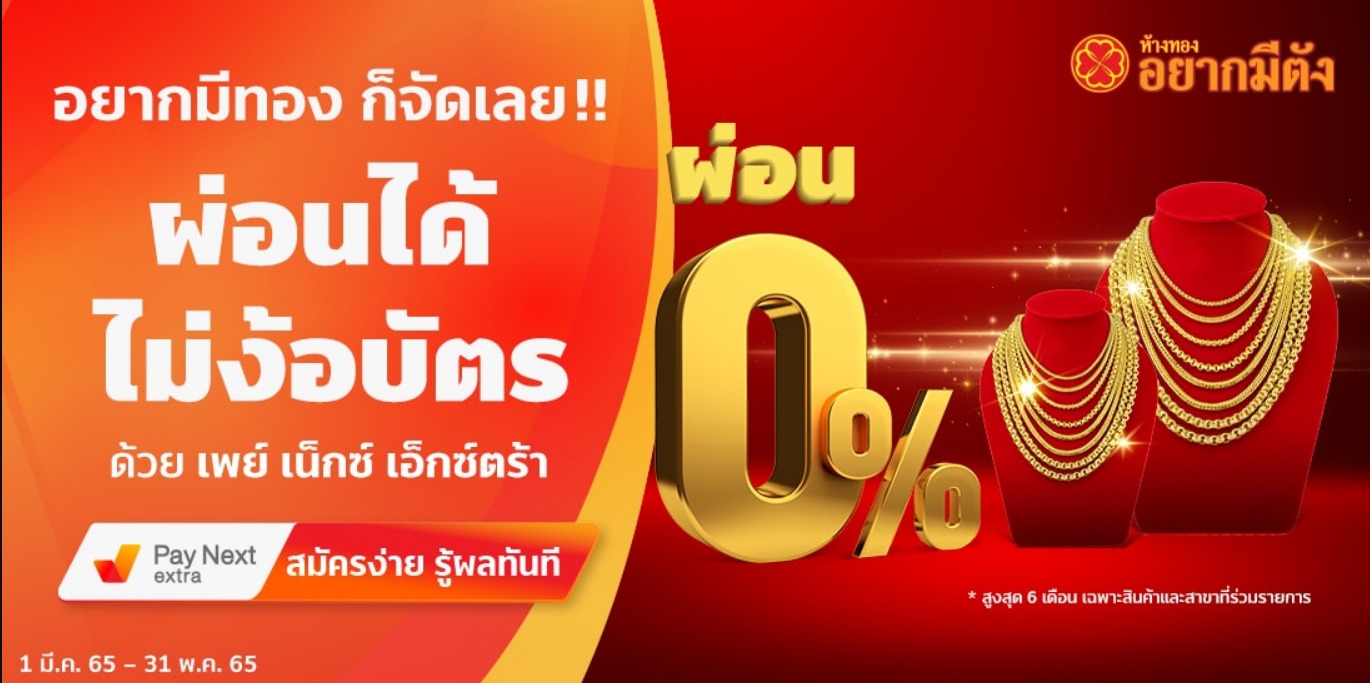 อยากมีทอง ก็จัดเลย!!
ผ่อนได้
ไม่ง้อบัตร
ด้วย เพย์ เน็กซ์ เอ็กซ์ตร้า
Pay Next
extra
สมัครง่าย รู้ผลทันที
1 มี.ค. 65 – 31 พ.ค. 65
ห้างทอง
อยากมีตัง
ผ่อน
0%
* สูงสุด 6 เดือน เฉพาะสินค้าและสาขาที่ร่วมรายการ